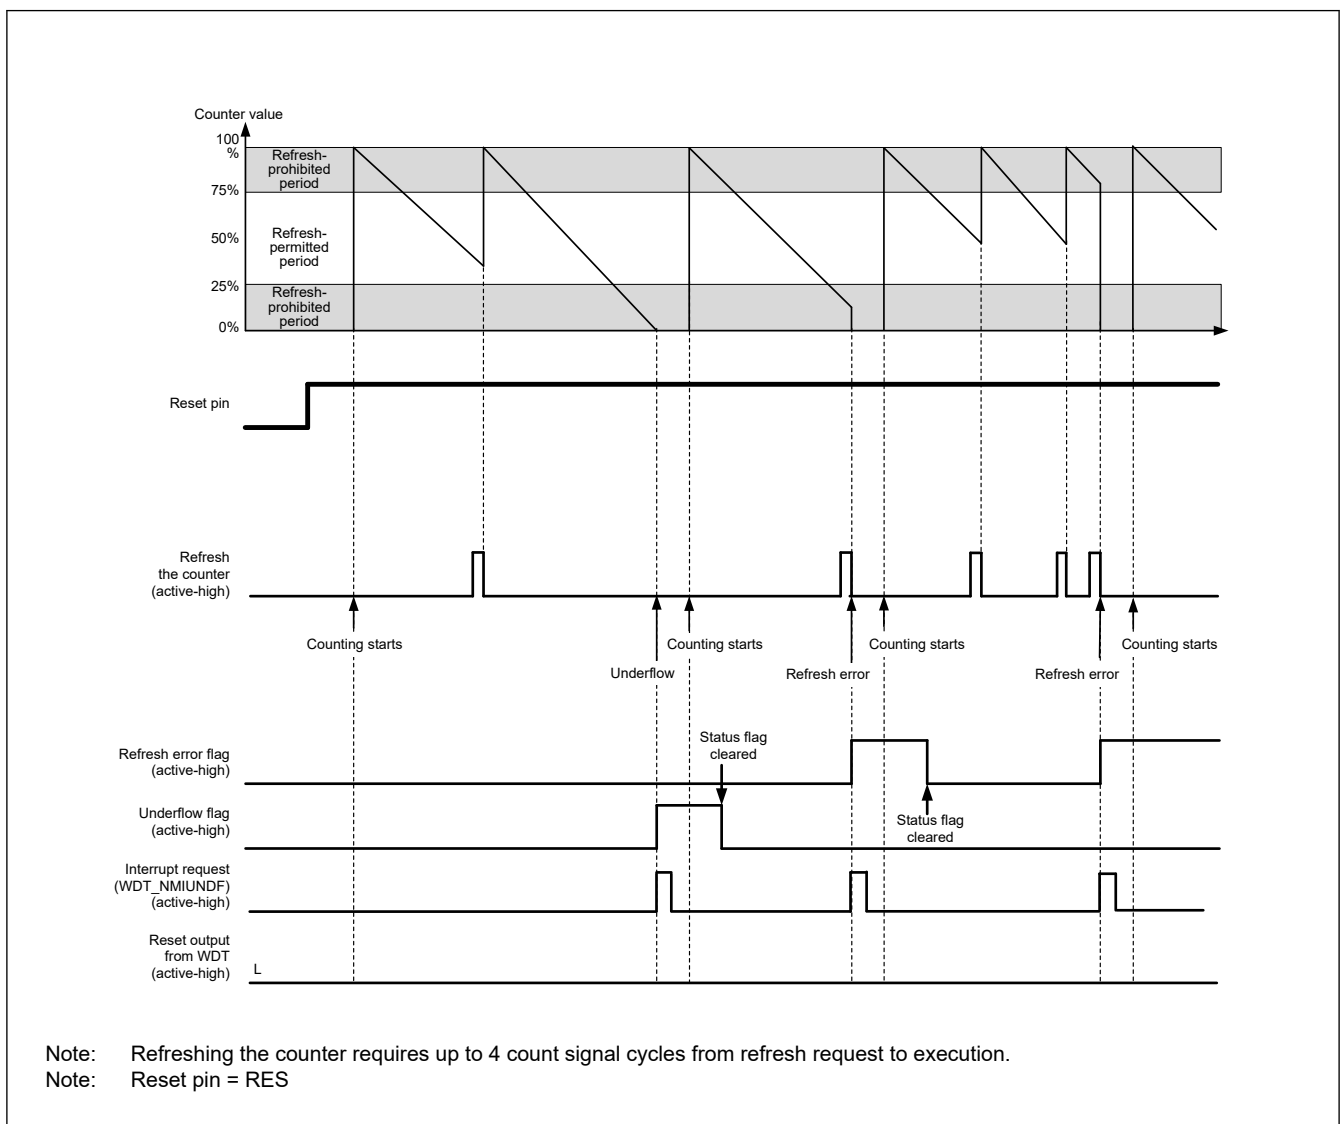 Counter value
100
%
Refresh-
prohibited
period
75%
50%
Refresh-
permitted
period
25%
Refresh-
prohibited
period
0%
Reset pin
Refresh
the counter
(active-high)
Counting starts
Counting starts
Counting starts
Counting starts
Underflow
Refresh error
Refresh error
Status flag
cleared
Refresh error flag
(active-high)
Underflow flag
(active-high)
Status flag
cleared
Interrupt request
(WDT_NMIUNDF)
(active-high)
Reset output
from WDT
(active-high)
L
Note: Refreshing the counter requires up to 4 count signal cycles from refresh request to execution.
Note: Reset pin = RES